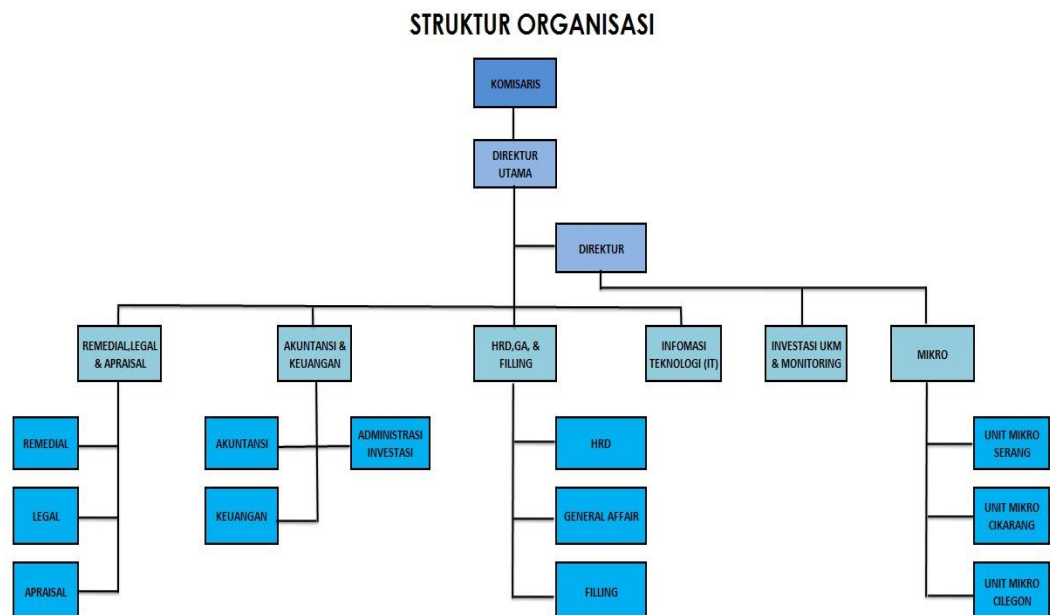 STRUKTUR ORGANISASI
KOMISARIS
DIREKTUR
UTAMA
DIREKTUR
REMEDIAL,LEGAL
& APRAISAL
AKUNTANSI &
KEUANGAN
HRD,GA, &
FILLING
INFOMASI
TEKNOLOGI (IT)
INVESTASI UKM
& MONITORING
MIKRO
REMEDIAL
AKUNTANSI
ADMINISTRASI
INVESTASI
HRD
UNIT MIKRO
SERANG
LEGAL
KEUANGAN
GENERAL AFFAIR
UNIT MIKRO
CIKARANG
APRAISAL
FILLING
UNIT MIKRO
CILEGON